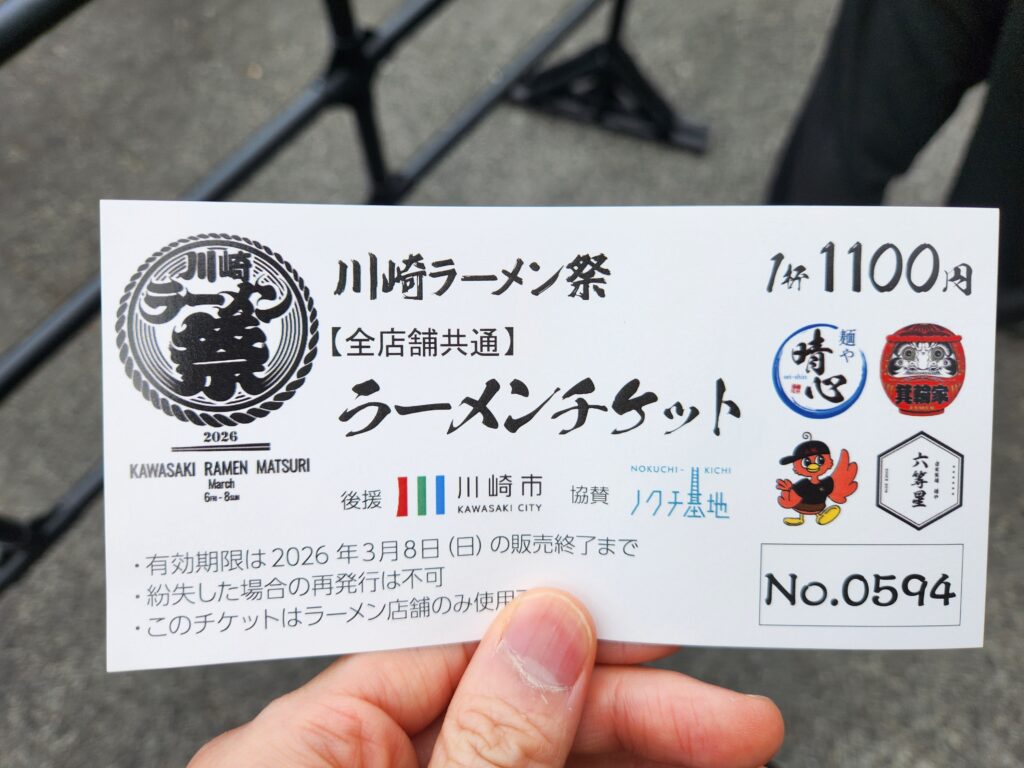 川崎
ラーメン
祭
2026
KAWASAKI RAMEN MATSURI
March
6FRI - 8SUN
川崎ラーメン祭
【全店舗共通】
ラーメンチケット
後援
川崎市
KAWASAKI CITY
協賛
NOKUCHI-KICHI
ノクチ基地
・有効期限は2026年3月8日(日)の販売終了まで
・紛失した場合の再発行は不可
・このチケットはラーメン店舗のみ使用
1杯 1100円
麺や
晴心
sei-shin
箕輪家
六等星
No.0594